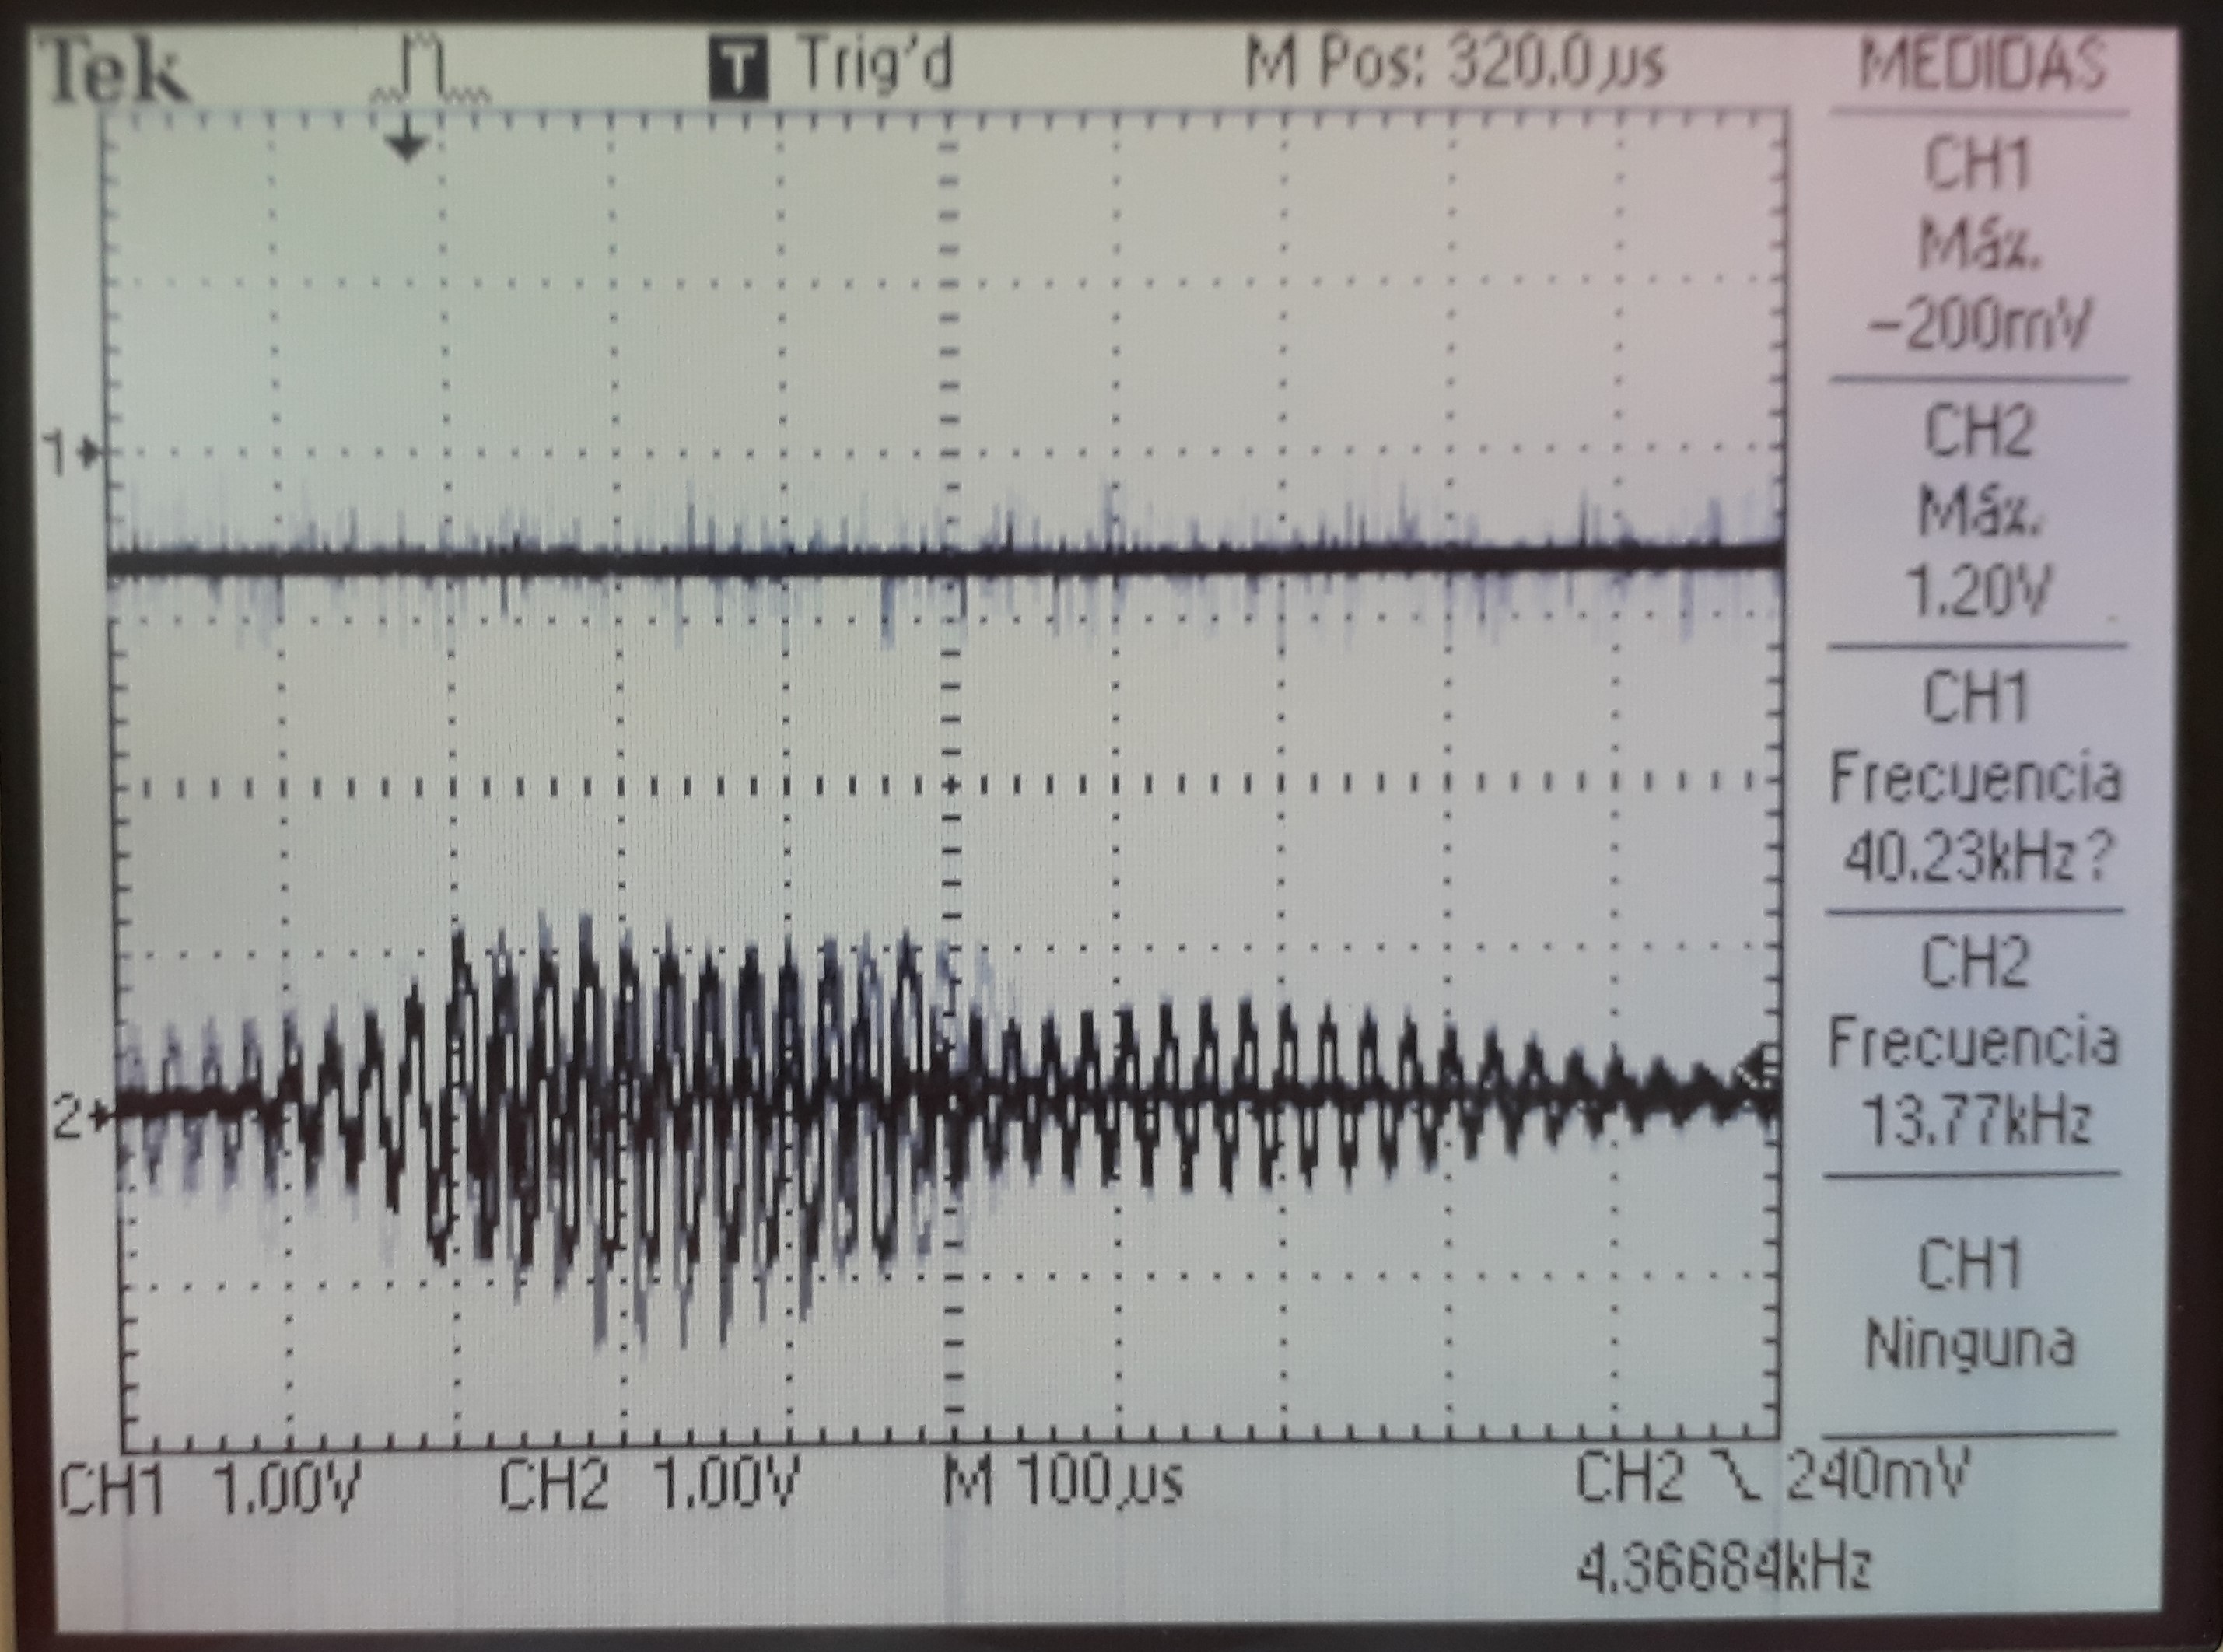 Tek T Trig'd M Pos: 320.0µs MEDIDAS
CH1
Máx.
-200mV
CH2
Máx.
1.20V
CH1
Frecuencia
40.23kHz?
CH2
Frecuencia
13.77kHz
CH1
Ninguna
1
2
CH1 1.00V CH2 1.00V M 100µs CH2 240mV
4.36684kHz